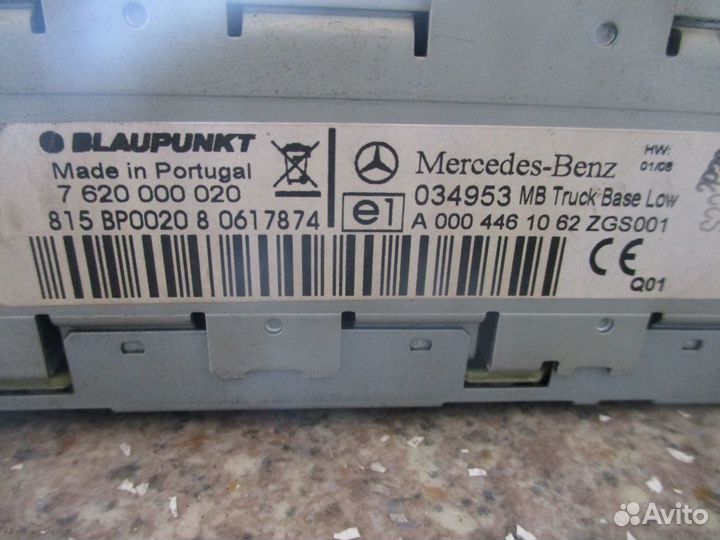 BLAUPUNKT
Made in Portugal
7 620 000 020
815 BP0020 8 0617874
Mercedes-Benz
HW:
01/06
034953 MB Truck Base Low
e1
A 000 446 10 62 ZGS001
CE
Q01
Avito